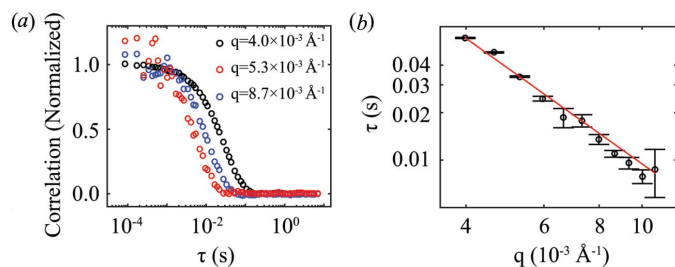 (a)
Correlation (Normalized)
1.0
0.5
0.0
q=4.0×10⁻³ Å⁻¹
q=5.3×10⁻³ Å⁻¹
q=8.7×10⁻³ Å⁻¹
10⁻⁴ 10⁻² 10⁰
τ (s)
(b)
τ (s)
0.04
0.03
0.02
0.01
4 6 8 10
q (10⁻³ Å⁻¹)